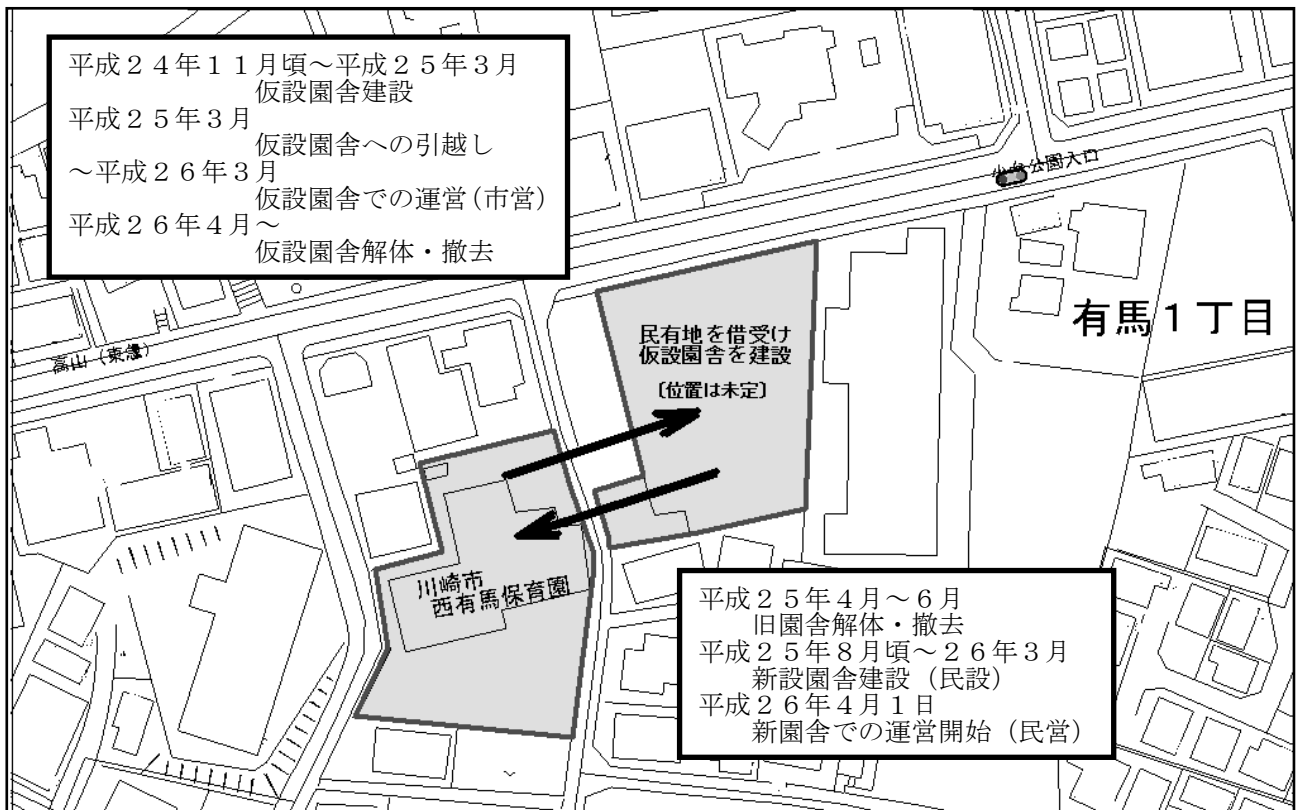 平成２４年１１月頃～平成２５年３月
仮設園舎建設
平成２５年３月
仮設園舎への引越し
～平成２６年３月
仮設園舎での運営（市営）
平成２６年４月～
仮設園舎解体・撤去
公園入口
有馬１丁目
民有地を借受け
仮設園舎を建設
〔位置は未定〕
高山（東急）
川崎市
西有馬保育園
平成２５年４月～６月
旧園舎解体・撤去
平成２５年８月頃～２６年３月
新設園舎建設（民設）
平成２６年４月１日
新園舎での運営開始（民営）